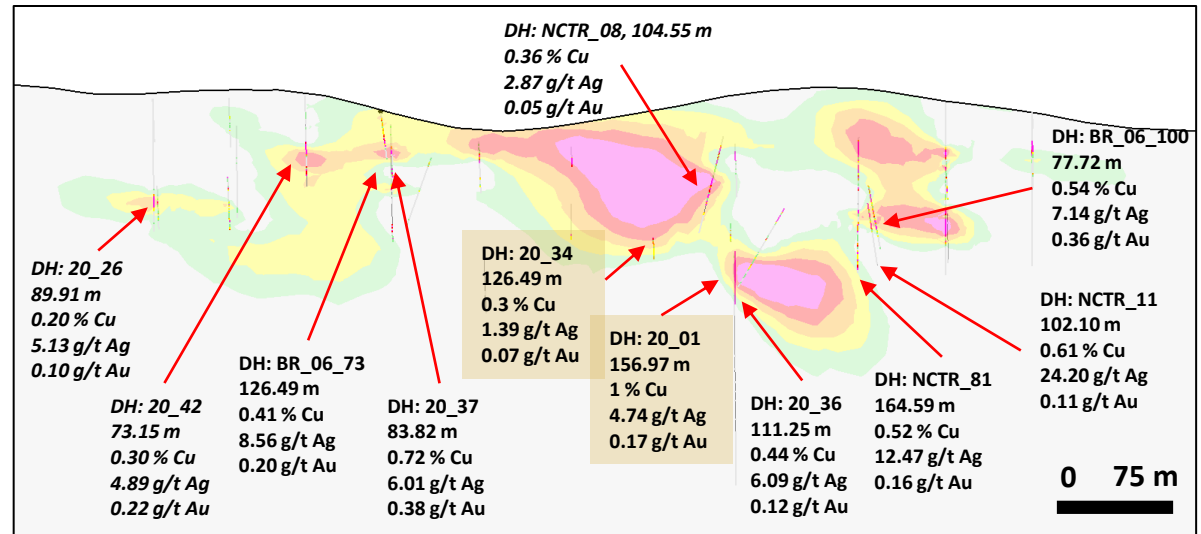 DH: NCTR_08, 104.55 m
0.36 % Cu
2.87 g/t Ag
0.05 g/t Au
DH: BR_06_100
77.72 m
0.54 % Cu
7.14 g/t Ag
0.36 g/t Au
DH: 20_26
89.91 m
0.20 % Cu
5.13 g/t Ag
0.10 g/t Au
DH: 20_42
73.15 m
0.30 % Cu
4.89 g/t Ag
0.22 g/t Au
DH: BR_06_73
126.49 m
0.41 % Cu
8.56 g/t Ag
0.20 g/t Au
DH: 20_37
83.82 m
0.72 % Cu
6.01 g/t Ag
0.38 g/t Au
DH: 20_34
126.49 m
0.3 % Cu
1.39 g/t Ag
0.07 g/t Au
DH: 20_01
156.97 m
1 % Cu
4.74 g/t Ag
0.17 g/t Au
DH: 20_36
111.25 m
0.44 % Cu
6.09 g/t Ag
0.12 g/t Au
DH: NCTR_81
164.59 m
0.52 % Cu
12.47 g/t Ag
0.16 g/t Au
DH: NCTR_11
102.10 m
0.61 % Cu
24.20 g/t Ag
0.11 g/t Au
0 75 m